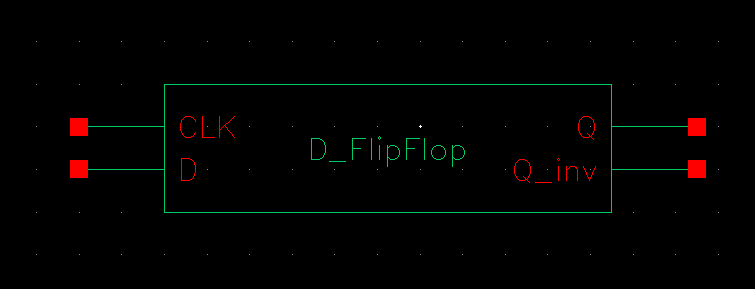 CLK
Q
D_FlipFlop
D
Q_inv